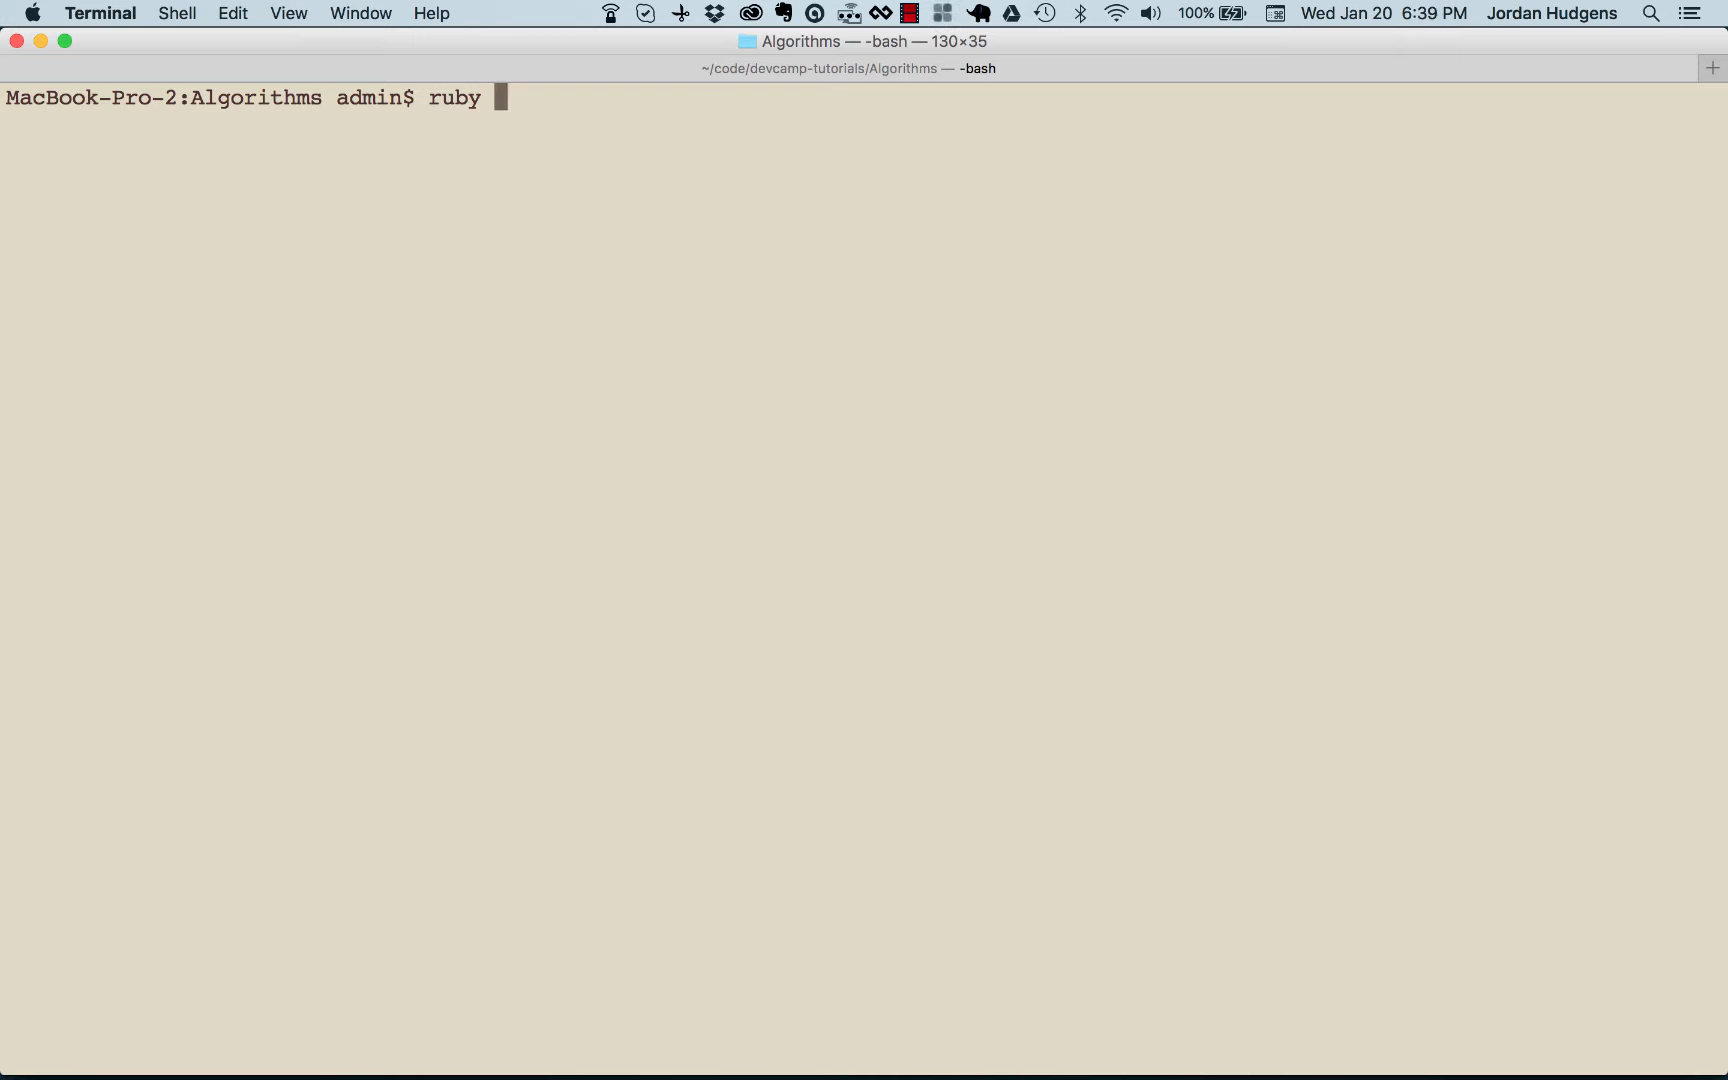 Terminal Shell Edit View Window Help 100% Wed Jan 20 6:39 PM Jordan Hudgens
Algorithms — -bash — 130×35
~/code/devcamp-tutorials/Algorithms — -bash
MacBook-Pro-2:Algorithms admin$ ruby